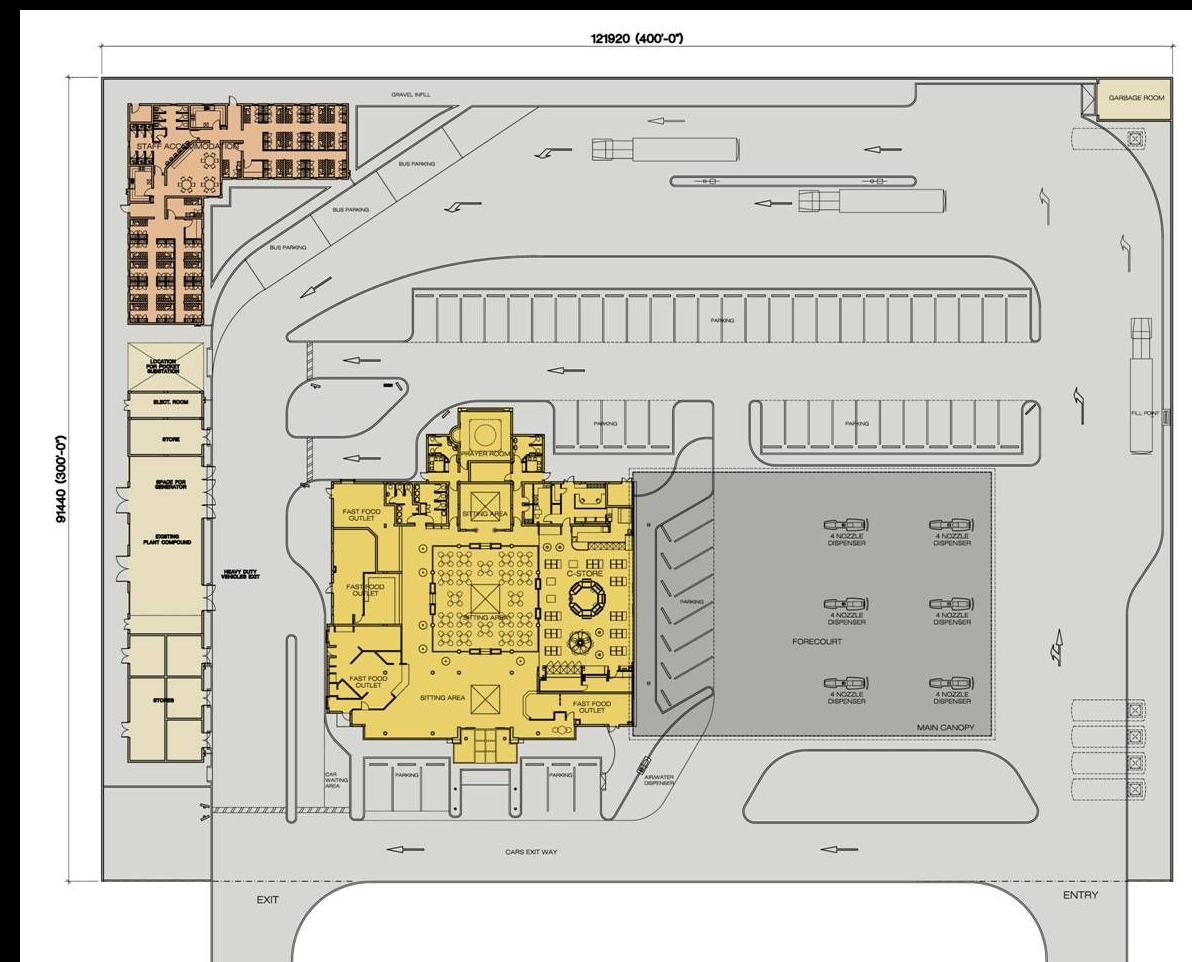 121920 (400'-0")
GRAVEL INFILL
GARBAGE ROOM
STAFF ACCOMMODATION
BUS PARKING
BUS PARKING
BUS PARKING
PARKING
LOCATION
FOR POCKET
SUBSTATION
ELECT. ROOM
STORE
SPACE FOR
GENERATOR
EXISTING
PLANT COMPOUND
STORES
91440 (300'-0")
HEAVY DUTY
VEHICLES EXIT
PARKING
PARKING
FILL POINT
PRAYER ROOM
SITTING AREA
FAST FOOD
OUTLET
FAST FOOD
OUTLET
SITTING AREA
C-STORE
FAST FOOD
OUTLET
SITTING AREA
FAST FOOD
OUTLET
PARKING
4 NOZZLE
DISPENSER
4 NOZZLE
DISPENSER
4 NOZZLE
DISPENSER
4 NOZZLE
DISPENSER
FORECOURT
4 NOZZLE
DISPENSER
4 NOZZLE
DISPENSER
MAIN CANOPY
CAR
WAITING
AREA
PARKING
PARKING
AIR/WATER
DISPENSER
CARS EXIT WAY
EXIT
ENTRY